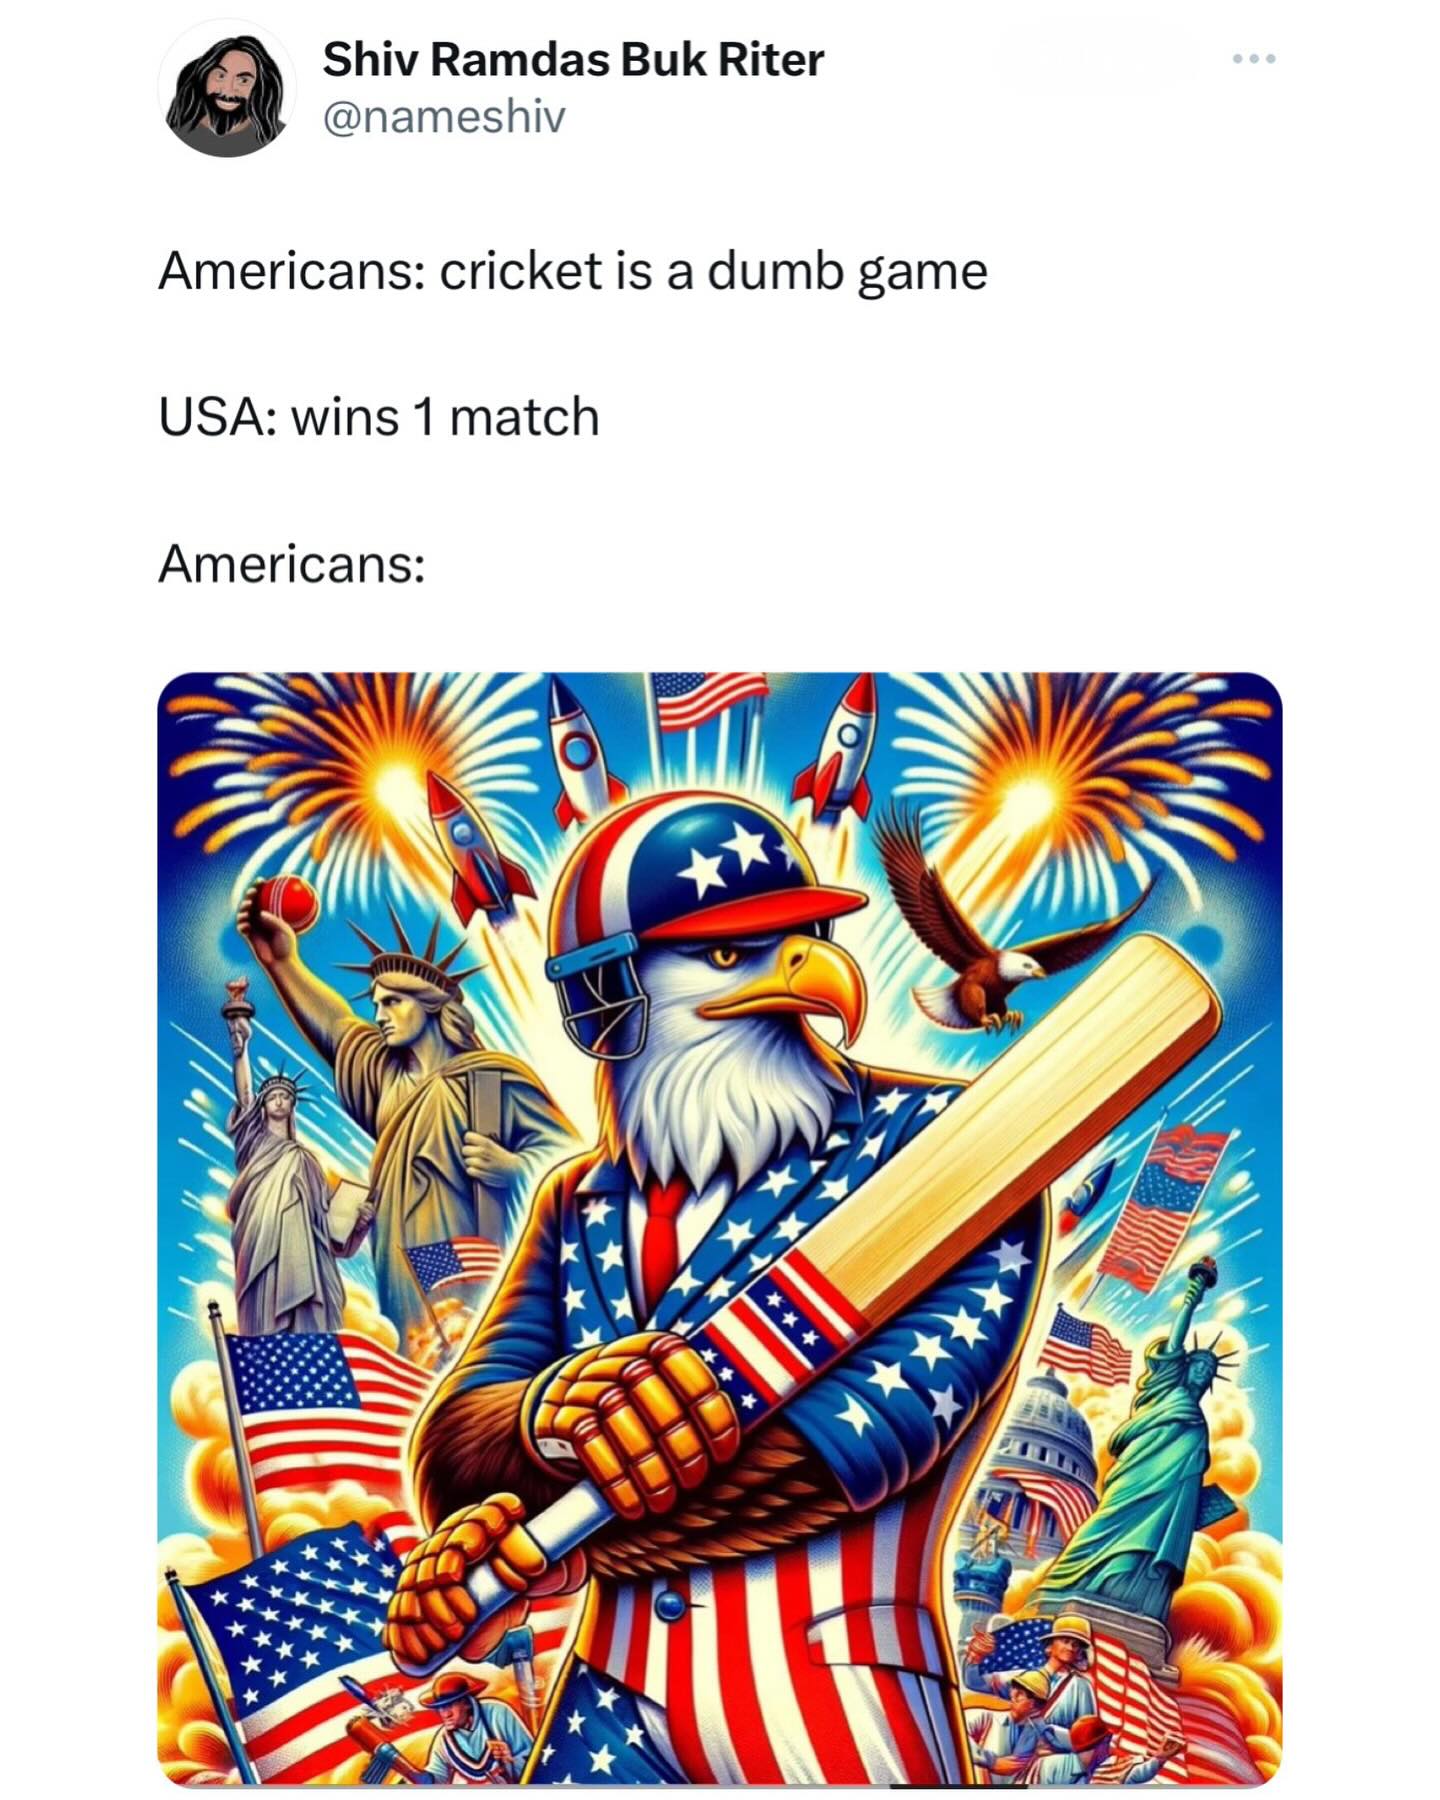 Shiv Ramdas Buk Riter
@nameshiv
Americans: cricket is a dumb game
USA: wins 1 match
Americans: